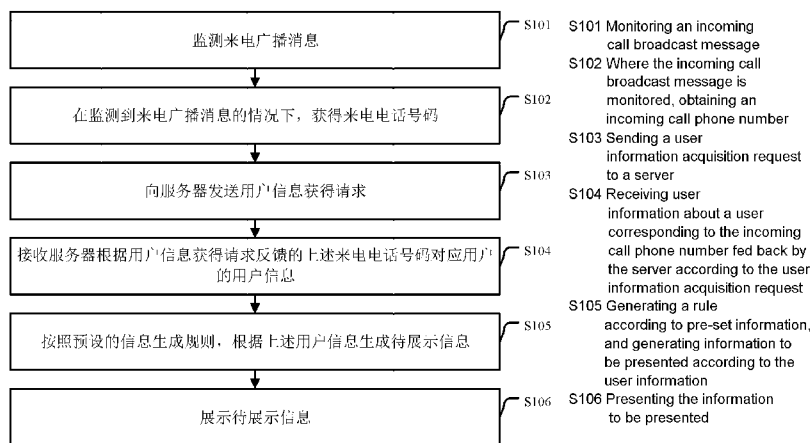 监测来电广播消息
S101
在监测到来电广播消息的情况下，获得来电电话号码
S102
向服务器发送用户信息获得请求
S103
接收服务器根据用户信息获得请求反馈的上述来电电话号码对应用户
的用户信息
S104
按照预设的信息生成规则，根据上述用户信息生成待展示信息
S105
展示待展示信息
S106
S101 Monitoring an incoming
call broadcast message
S102 Where the incoming call
broadcast message is
monitored, obtaining an
incoming call phone number
S103 Sending a user
information acquisition request
to a server
S104 Receiving user
information about a user
corresponding to the incoming
call phone number fed back by
the server according to the user
information acquisition request
S105 Generating a rule
according to pre-set information,
and generating information to
be presented according to the
user information
S106 Presenting the information
to be presented